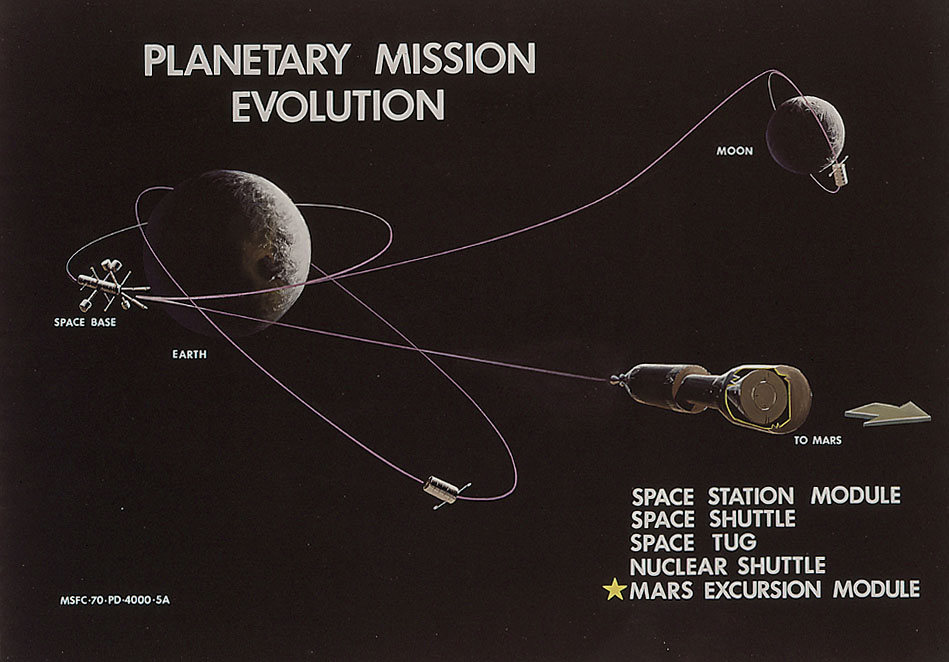 PLANETARY MISSION
EVOLUTION
MOON
SPACE BASE
EARTH
TO MARS
SPACE STATION MODULE
SPACE SHUTTLE
SPACE TUG
NUCLEAR SHUTTLE
MARS EXCURSION MODULE
MSFC-70-PD-4000-5A